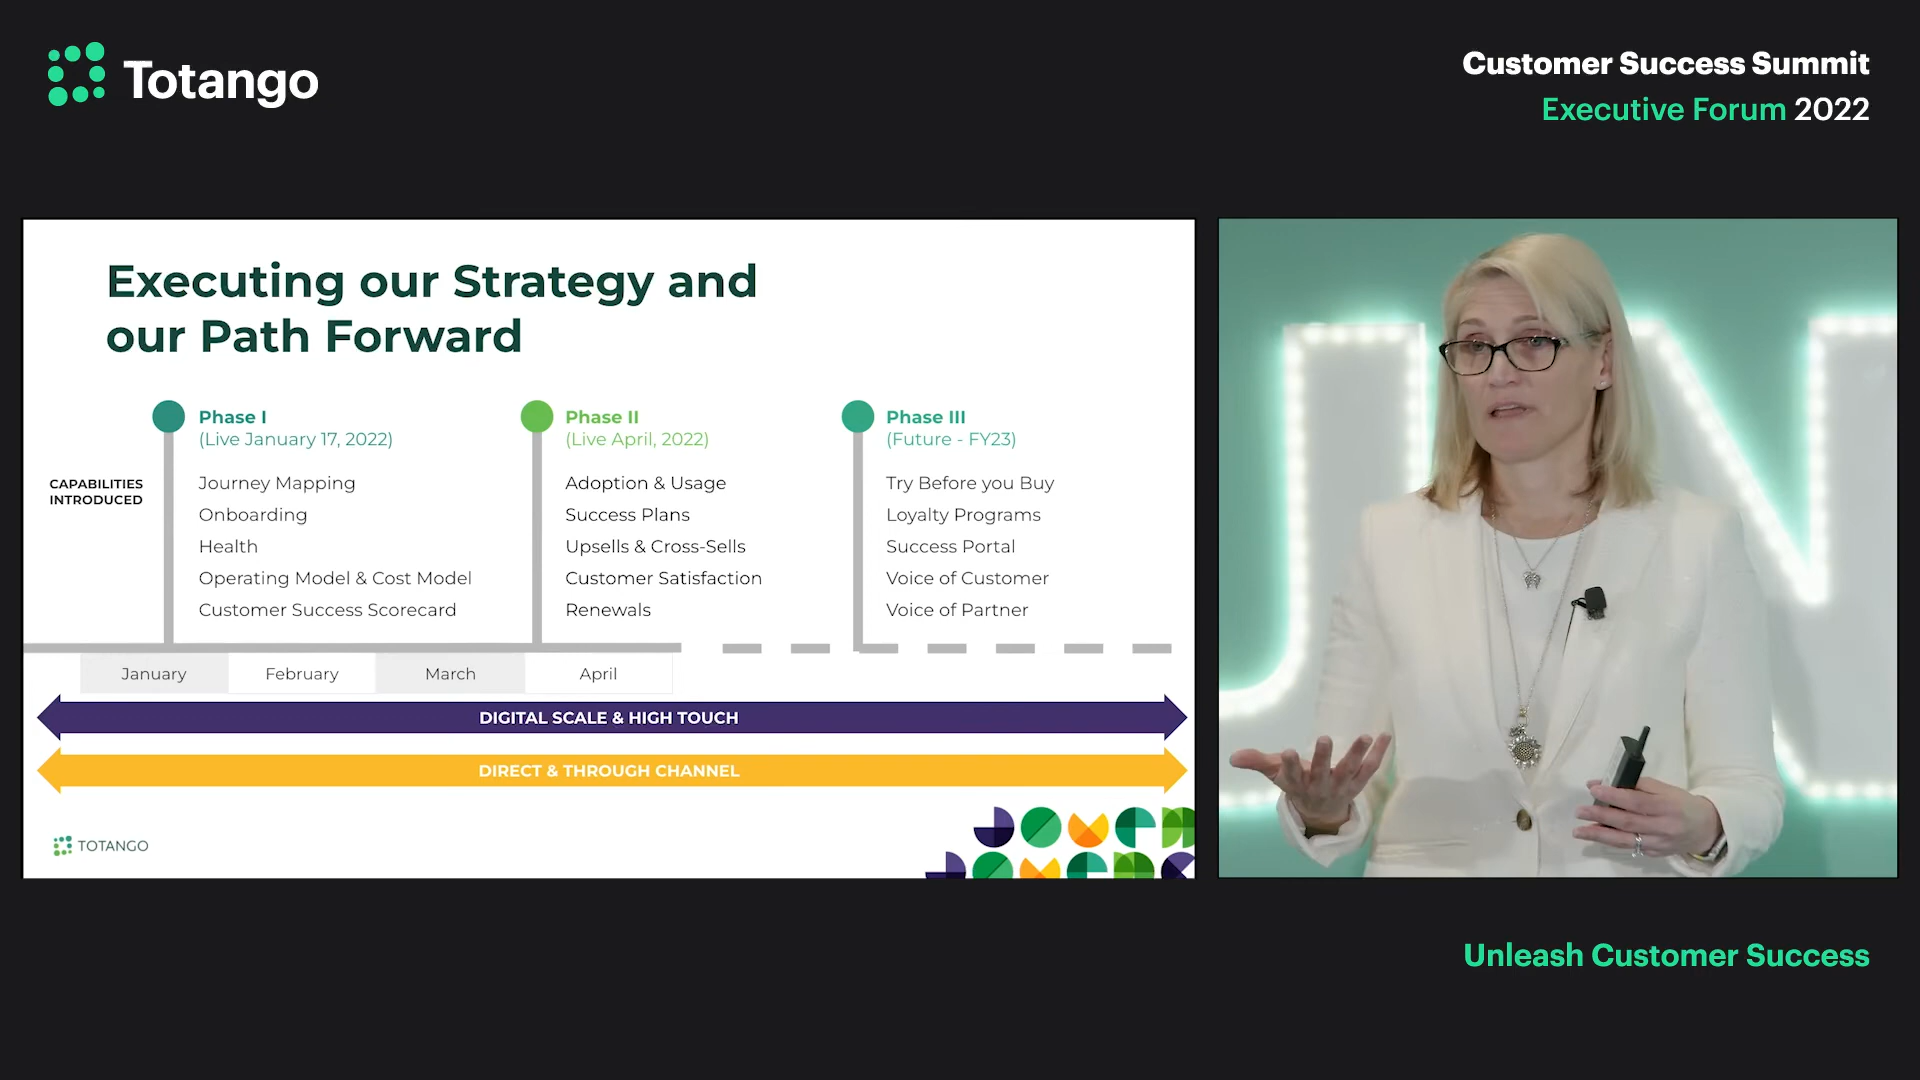 Totango
Customer Success Summit
Executive Forum 2022
Executing our Strategy and
our Path Forward
CAPABILITIES
INTRODUCED
Phase I
(Live January 17, 2022)
Journey Mapping
Onboarding
Health
Operating Model & Cost Model
Customer Success Scorecard
Phase II
(Live April, 2022)
Adoption & Usage
Success Plans
Upsells & Cross-Sells
Customer Satisfaction
Renewals
Phase III
(Future - FY23)
Try Before you Buy
Loyalty Programs
Success Portal
Voice of Customer
Voice of Partner
January February March April
DIGITAL SCALE & HIGH TOUCH
DIRECT & THROUGH CHANNEL
TOTANGO
UN
Unleash Customer Success